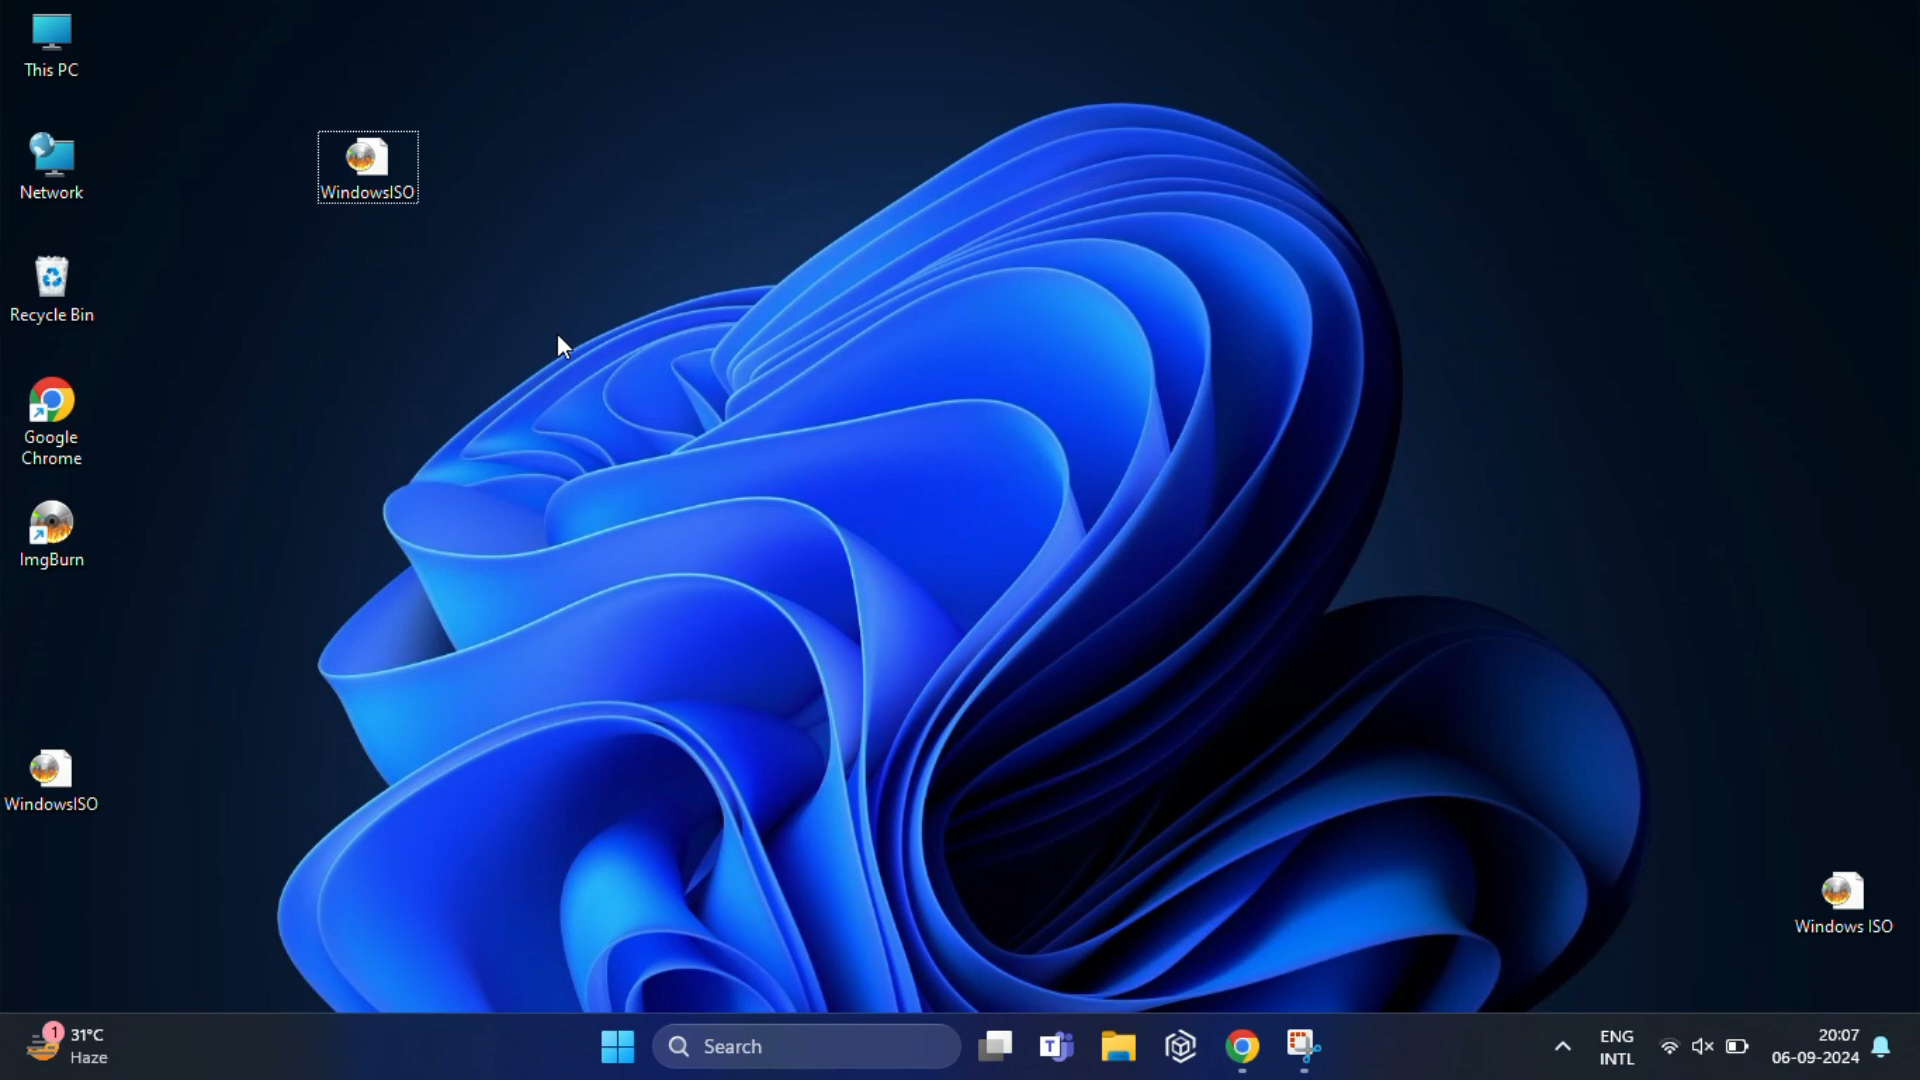 This PC
WindowsISO
Network
Recycle Bin
Google
Chrome
ImgBurn
WindowsISO
Windows ISO
1
31°C
Haze
Search
T
ENG
INTL
20:07
06-09-2024